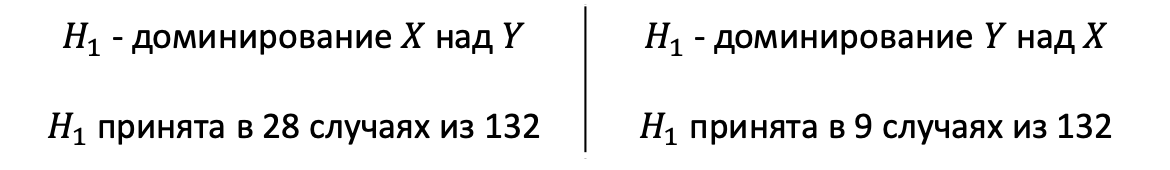 H₁ - доминирование X над Y
H₁ принята в 28 случаях из 132
H₁ - доминирование Y над X
H₁ принята в 9 случаях из 132